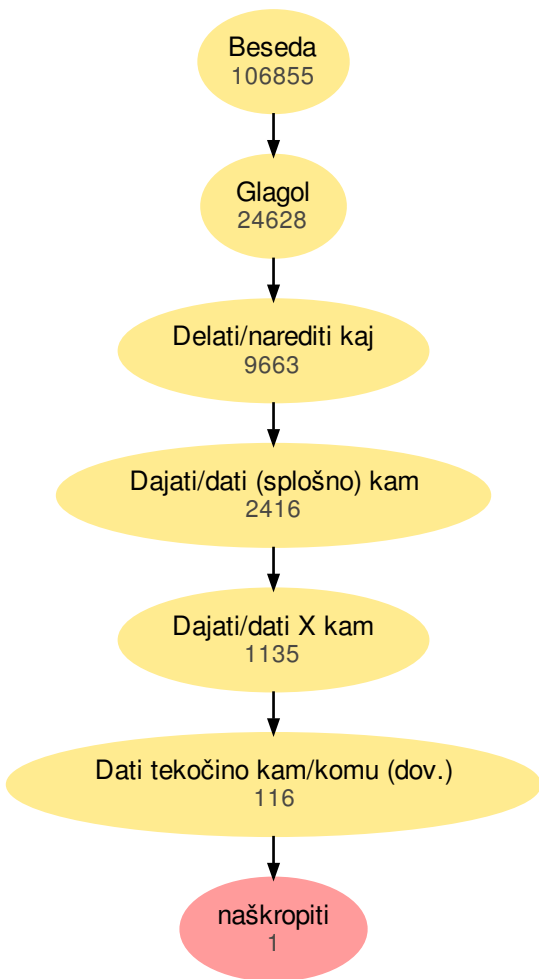 Beseda
106855
Glagol
24628
Delati/narediti kaj
9663
Dajati/dati (splošno) kam
2416
Dajati/dati X kam
1135
Dati tekočino kam/komu (dov.)
116
naškropiti
1